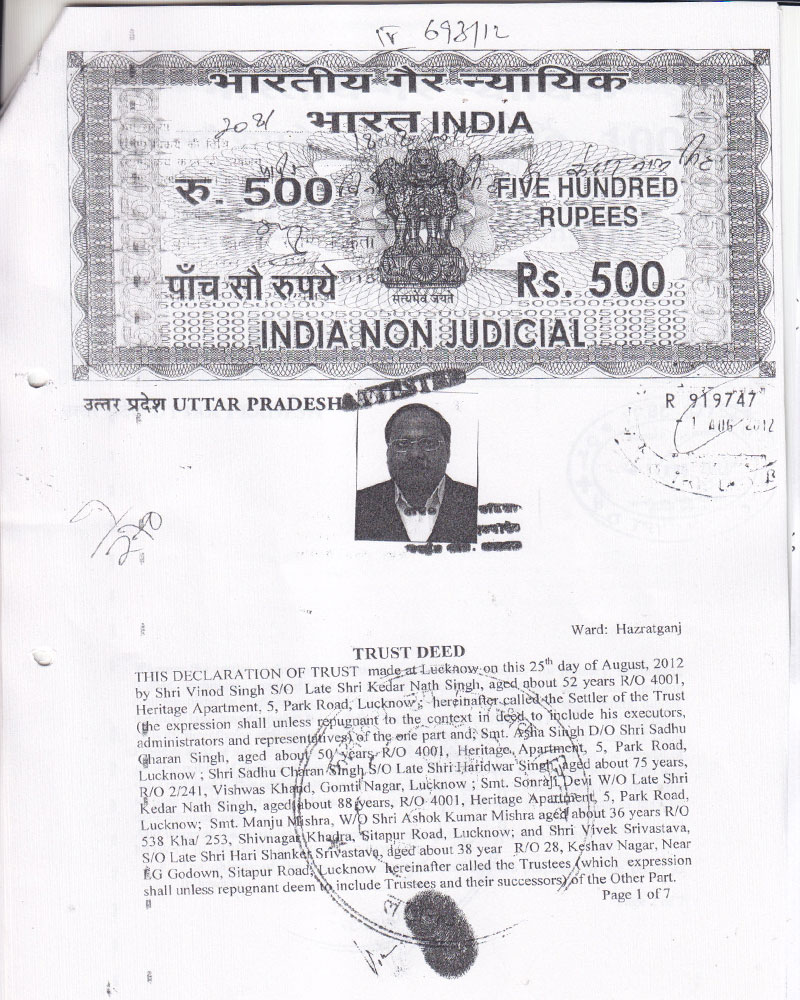 693/12
भारतीय गैर न्यायिक
भारत INDIA
रु. 500
FIVE HUNDRED
RUPEES
पाँच सौ रुपये
Rs. 500
सत्यमेव जयते
INDIA NON JUDICIAL
उत्तर प्रदेश UTTAR PRADESH
ATTESTED
R 919747
1 AUG 2012
Ward: Hazratganj
TRUST DEED
THIS DECLARATION OF TRUST made at Lucknow on this 25th day of August, 2012
by Shri Vinod Singh S/O Late Shri Kedar Nath Singh, aged about 52 years R/O 4001,
Heritage Apartment, 5, Park Road, Lucknow; hereinafter called the Settler of the Trust
(the expression shall unless repugnant to the context in deed to include his executors,
administrators and representatives) of the one part and; Smt. Asha Singh D/O Shri Sadhu
Charan Singh, aged about 50 years R/O 4001, Heritage Apartment, 5, Park Road,
Lucknow ; Shri Sadhu Charan Singh S/O Late Shri Haridwar Singh, aged about 75 years,
R/O 2/241, Vishwas Khand, Gomti Nagar, Lucknow ; Smt. Sonraji Devi W/O Late Shri
Kedar Nath Singh, aged about 88 years, R/O 4001, Heritage Apartment, 5, Park Road,
Lucknow; Smt. Manju Mishra, W/O Shri Ashok Kumar Mishra aged about 36 years R/O
538 Kha/ 253, Shivnagar Khadra, Sitapur Road, Lucknow; and Shri Vivek Srivastava,
S/O Late Shri Hari Shanker Srivastava, aged about 38 year R/O 28, Keshav Nagar, Near
FG Godown, Sitapur Road, Lucknow hereinafter called the Trustees (which expression
shall unless repugnant deem to include Trustees and their successors) of the Other Part.
Page 1 of 7